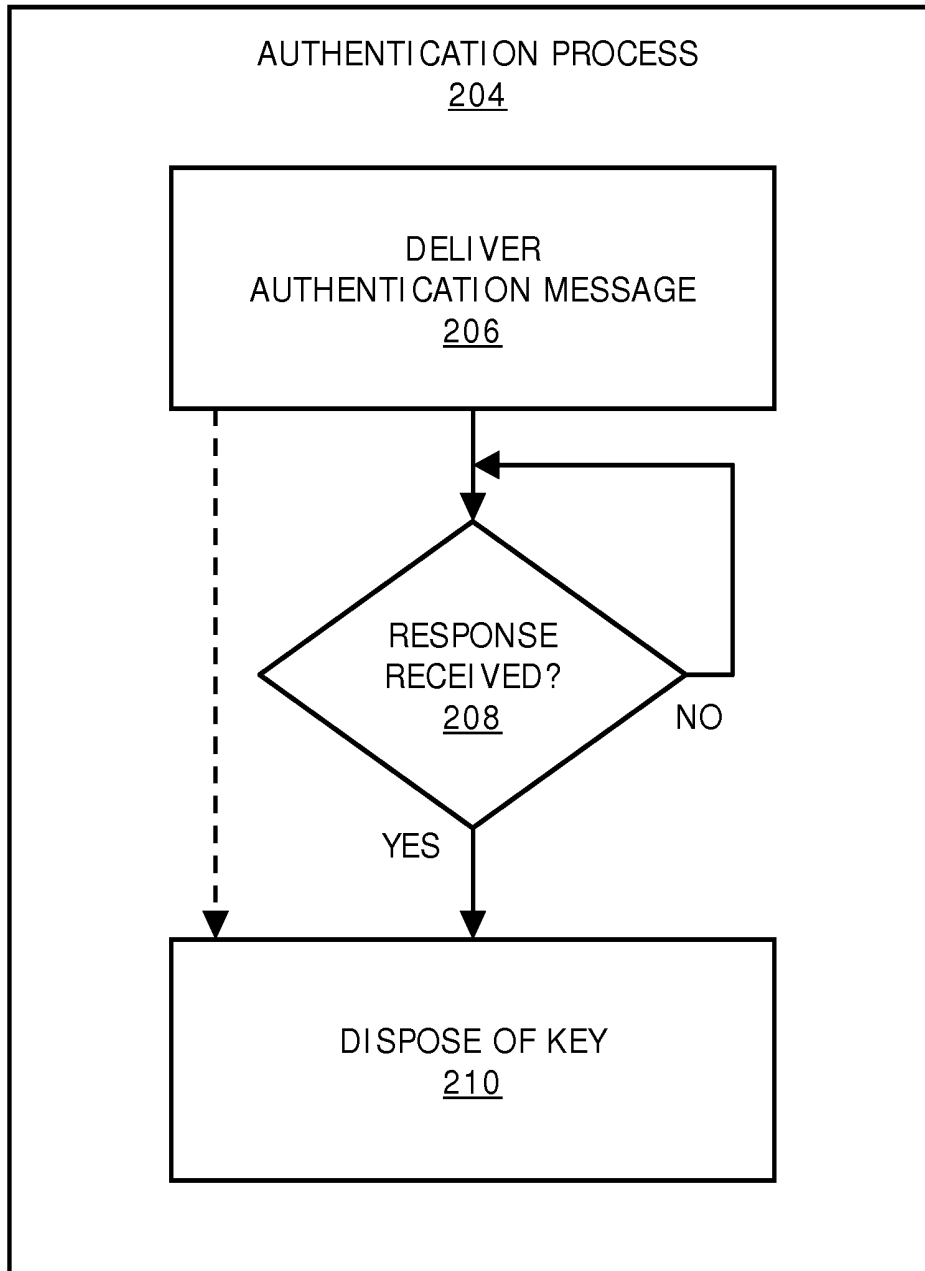 AUTHENTICATION PROCESS
204
DELIVER
AUTHENTICATION MESSAGE
206
RESPONSE
RECEIVED?
208
NO
YES
DISPOSE OF KEY
210